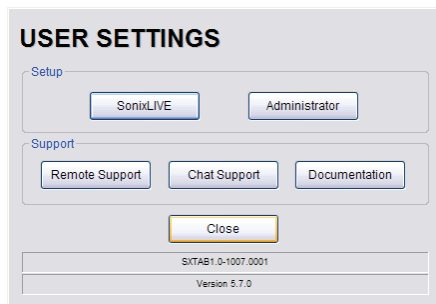 USER SETTINGS
Setup
SonixLIVE Administrator
Support
Remote Support Chat Support Documentation
Close
SXTAB1.0-1007.0001
Version 5.7.0